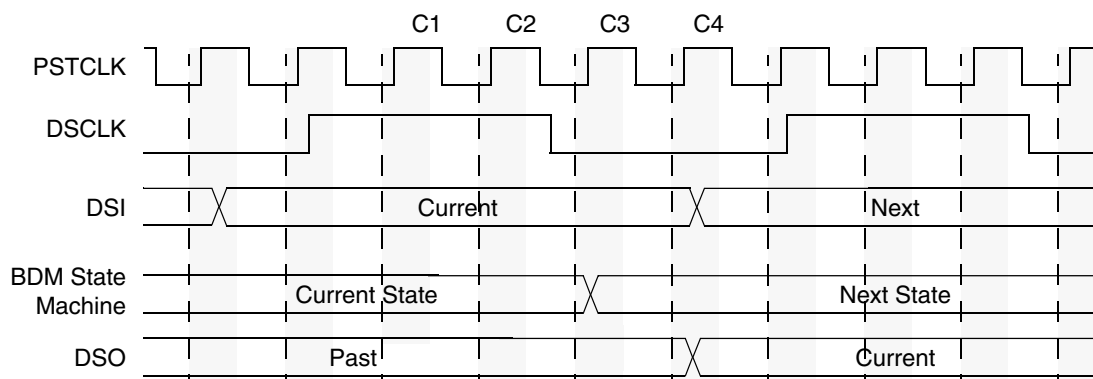 C1 C2 C3 C4
PSTCLK
DSCLK
DSI Current Next
BDM State
Machine Current State Next State
DSO Past Current